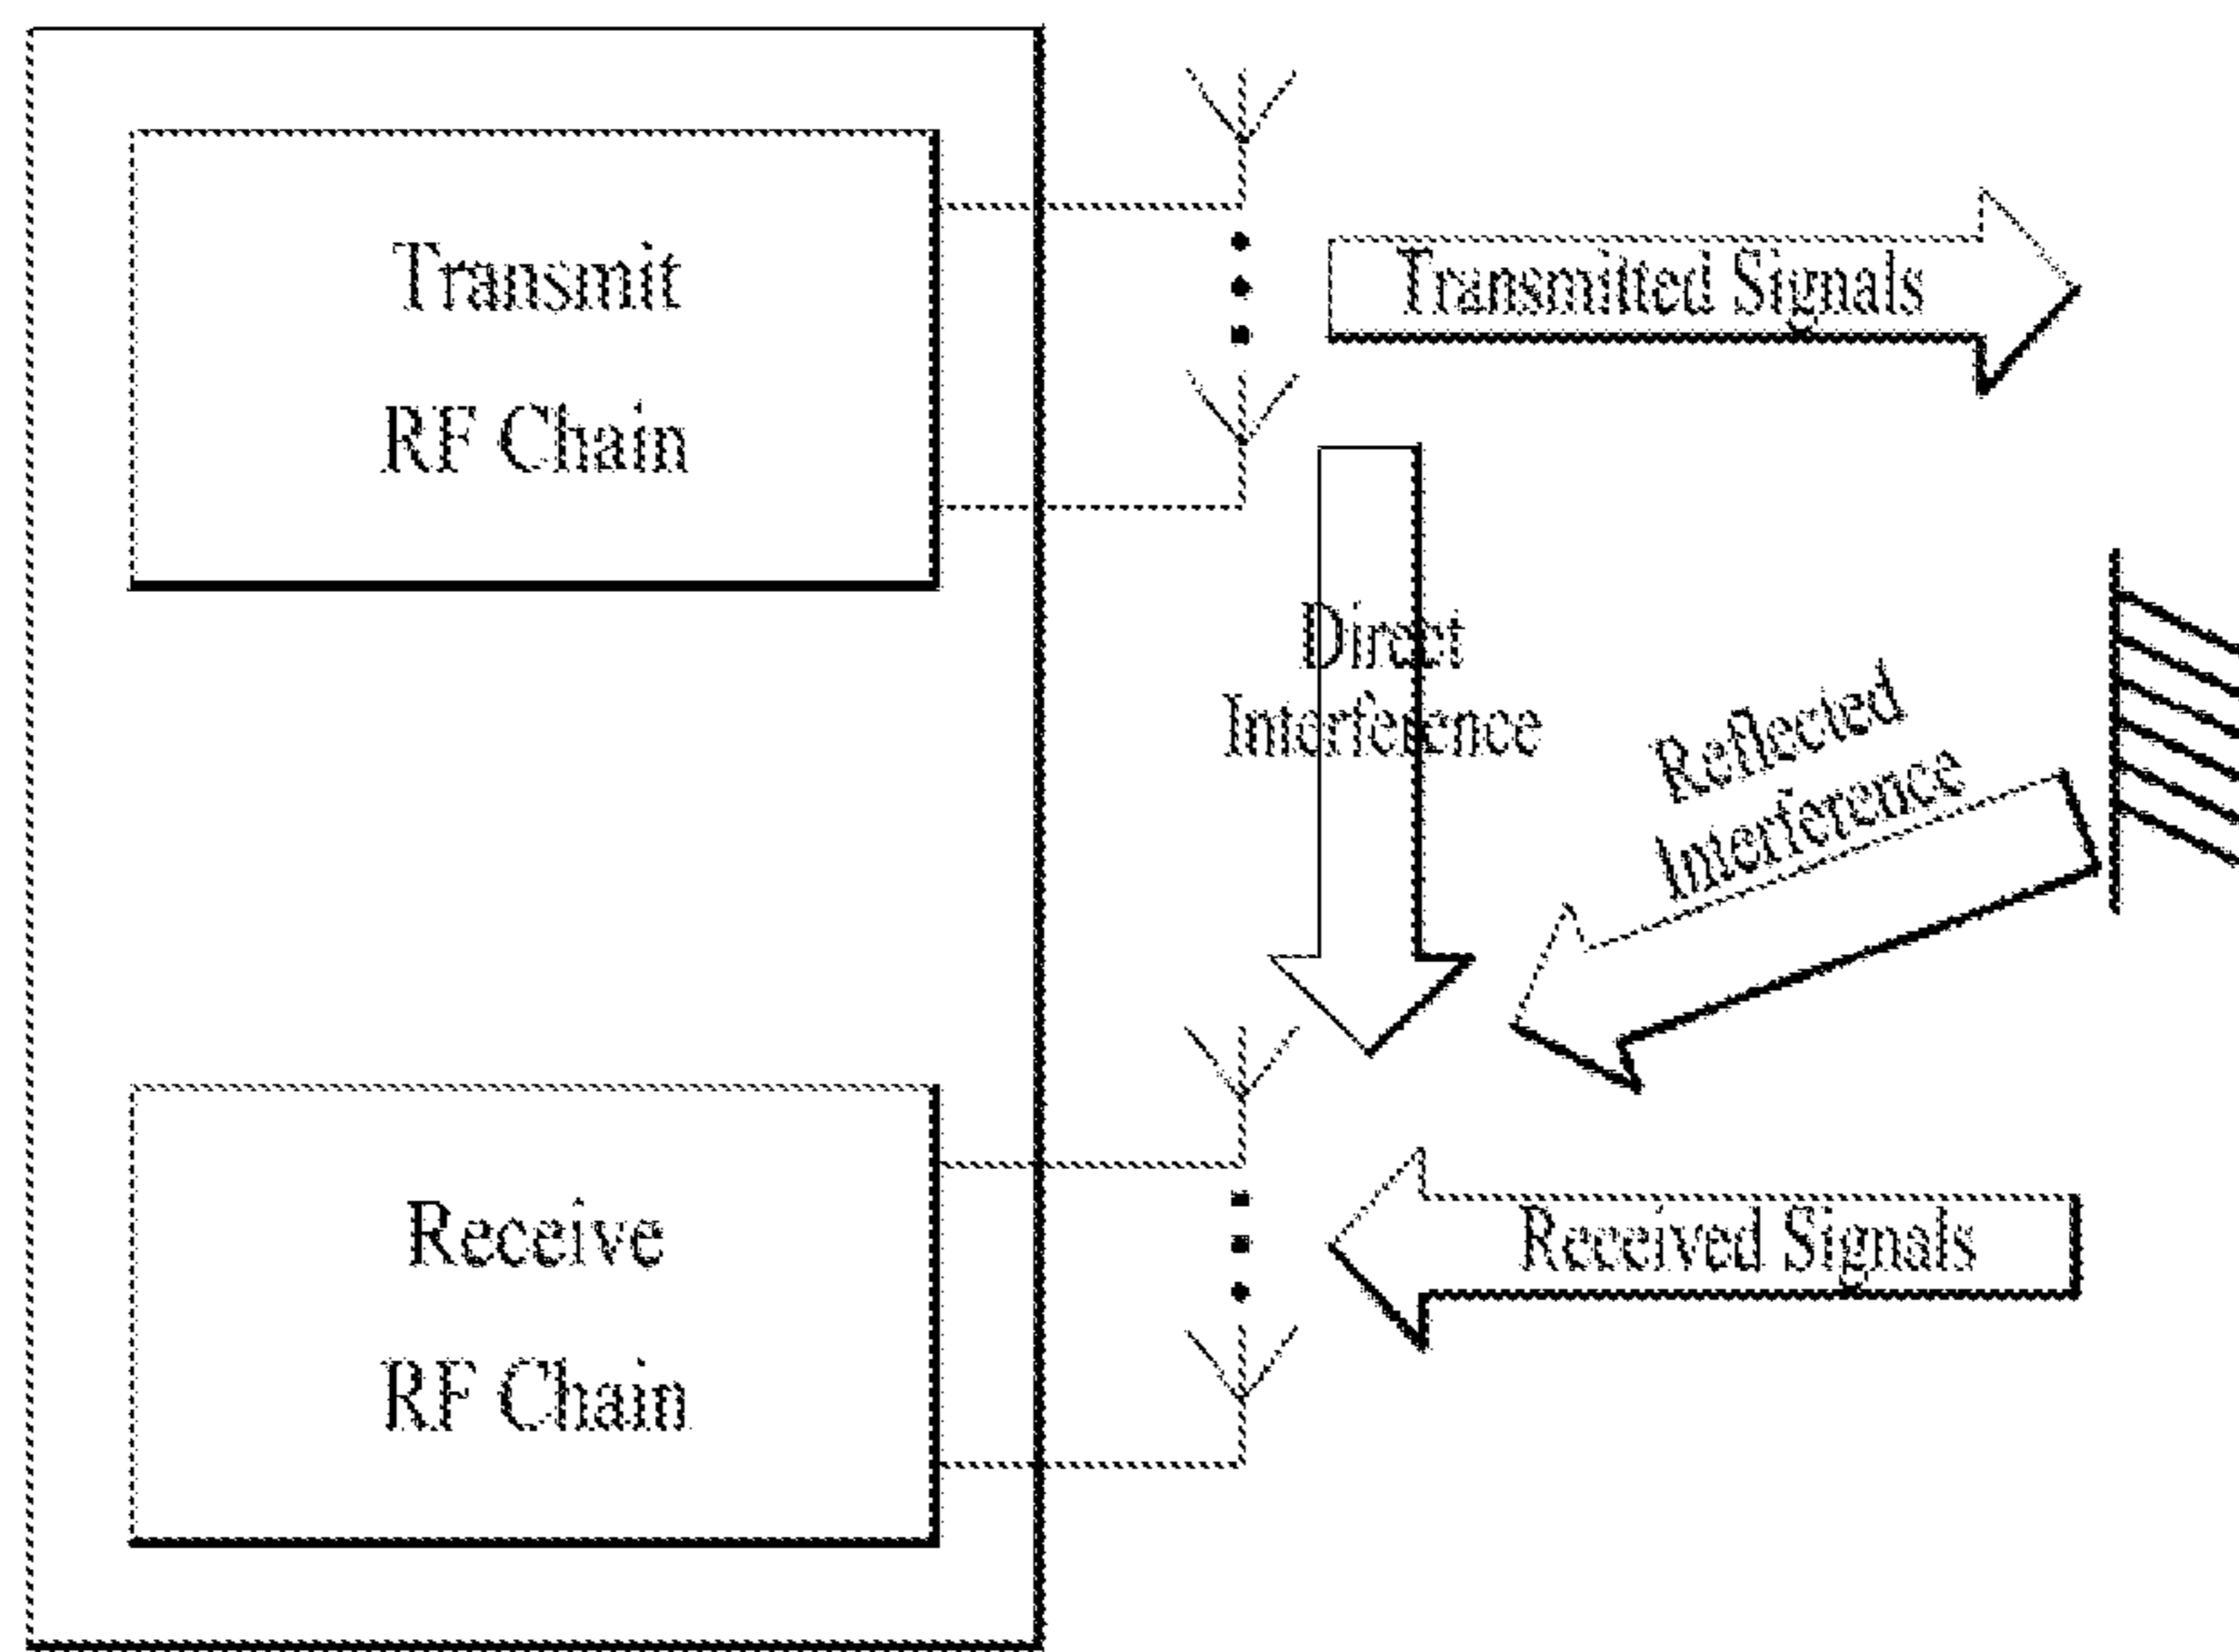 Transmit
RF Chain
Transmitted Signals
Direct
Interference
Reflected
Interference
Receive
RF Chain
Received Signals